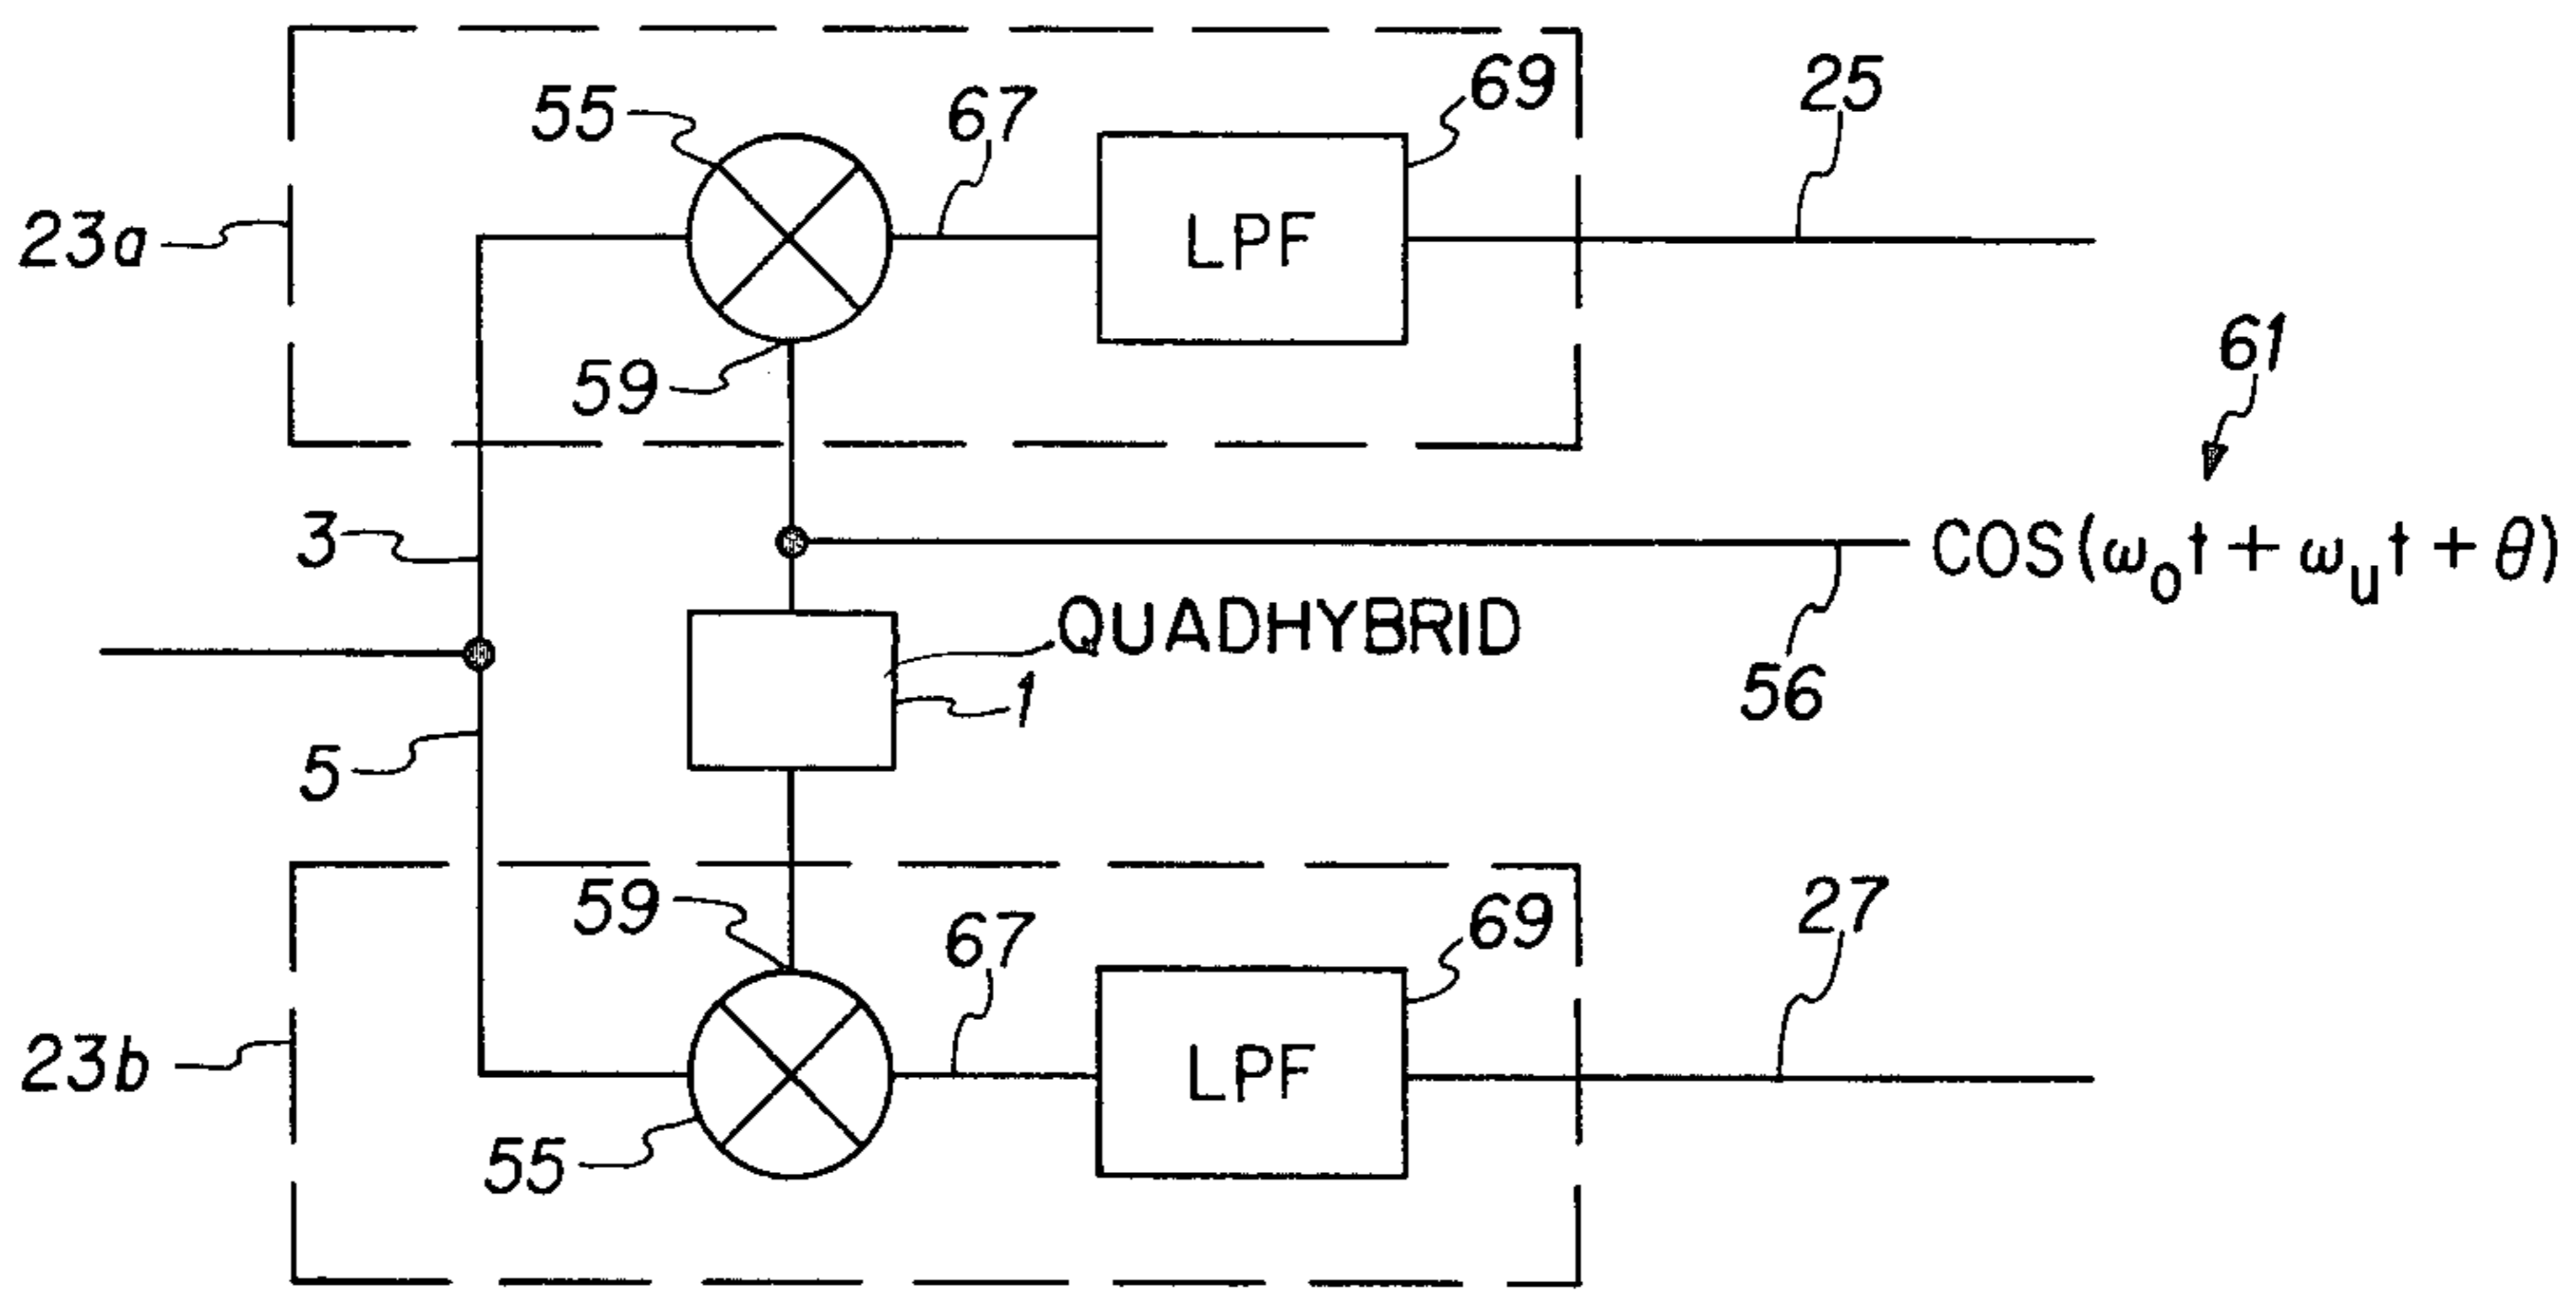 55
67
69
25
23a
LPF
59
61
3
COS(ω₀t + ωᵤt + θ)
QUADHYBRID
1
56
5
59
67
69
27
23b
LPF
55